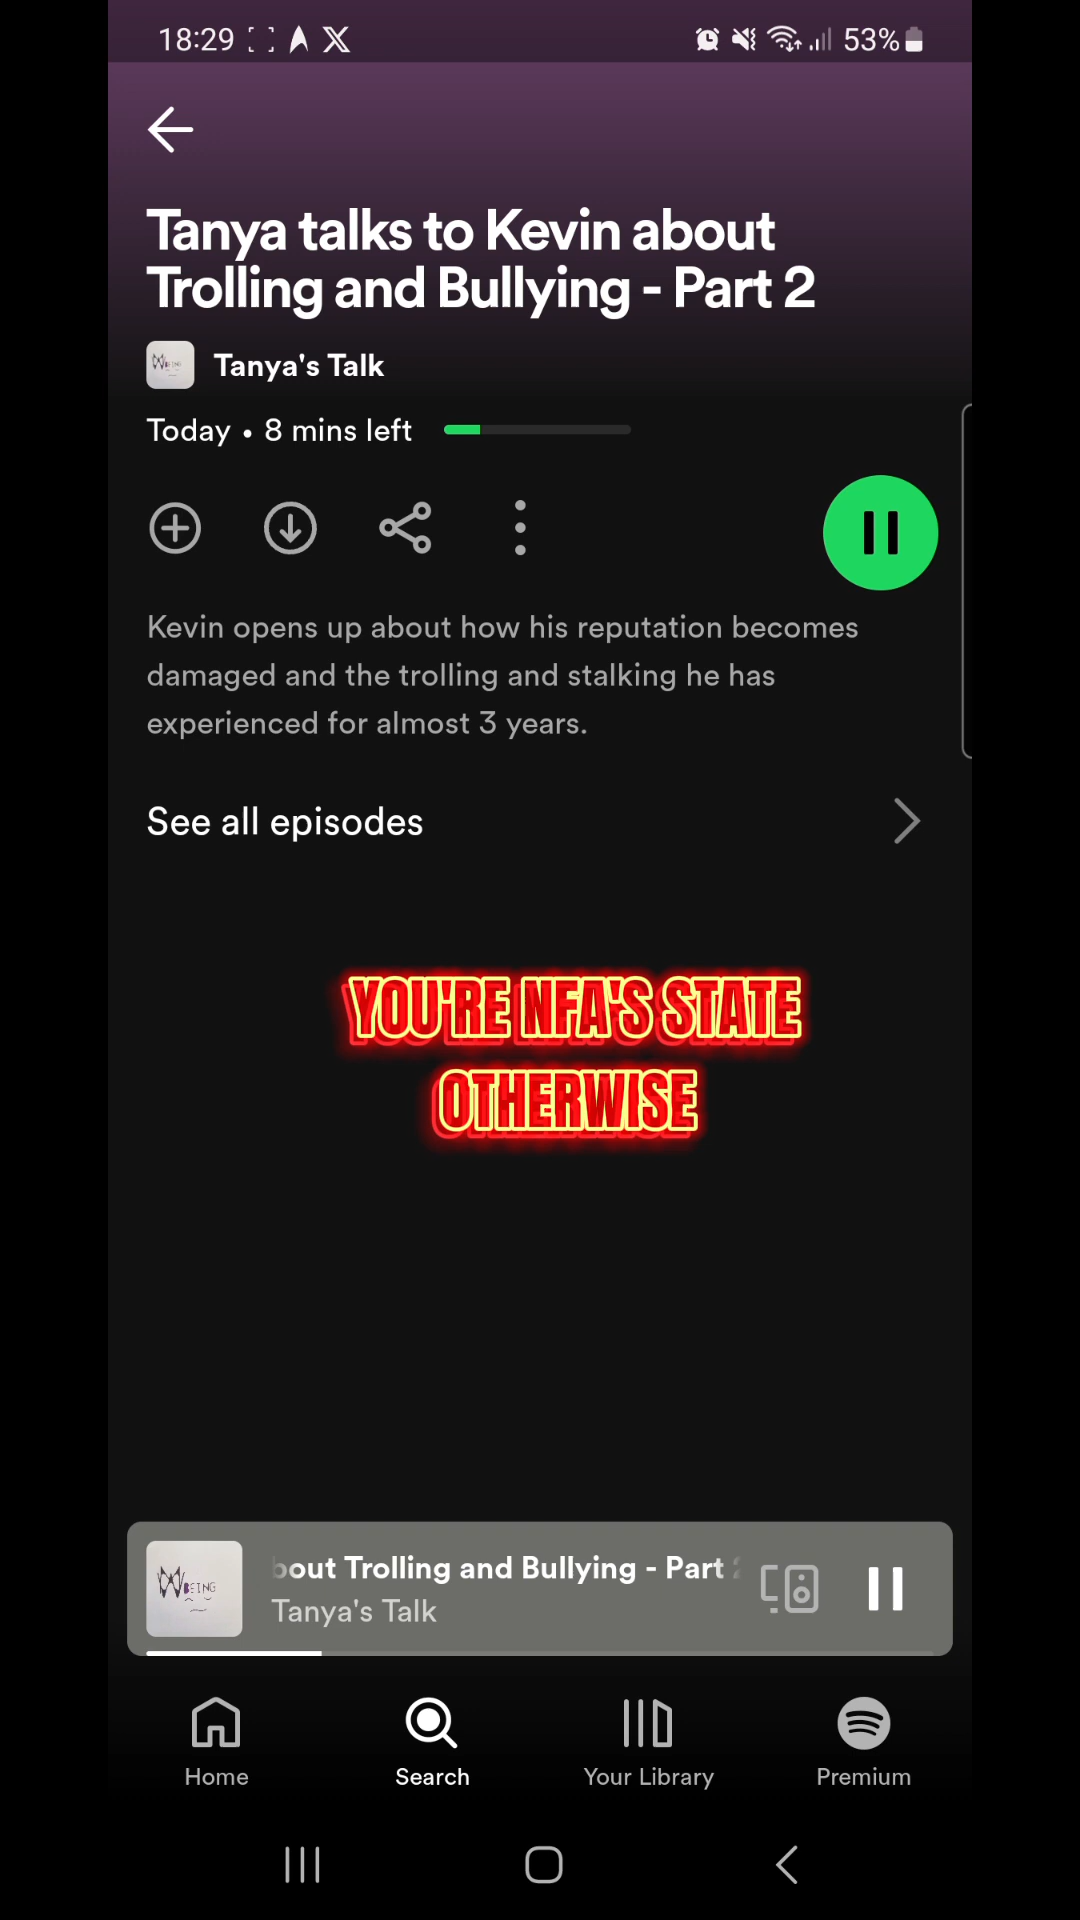 18:29
53%
Tanya talks to Kevin about
Trolling and Bullying - Part 2
Tanya's Talk
Today • 8 mins left
Kevin opens up about how his reputation becomes
damaged and the trolling and stalking he has
experienced for almost 3 years.
See all episodes
YOU'RE NFA'S STATE
OTHERWISE
WBEING
bout Trolling and Bullying - Part 2
Tanya's Talk
Home
Search
Your Library
Premium